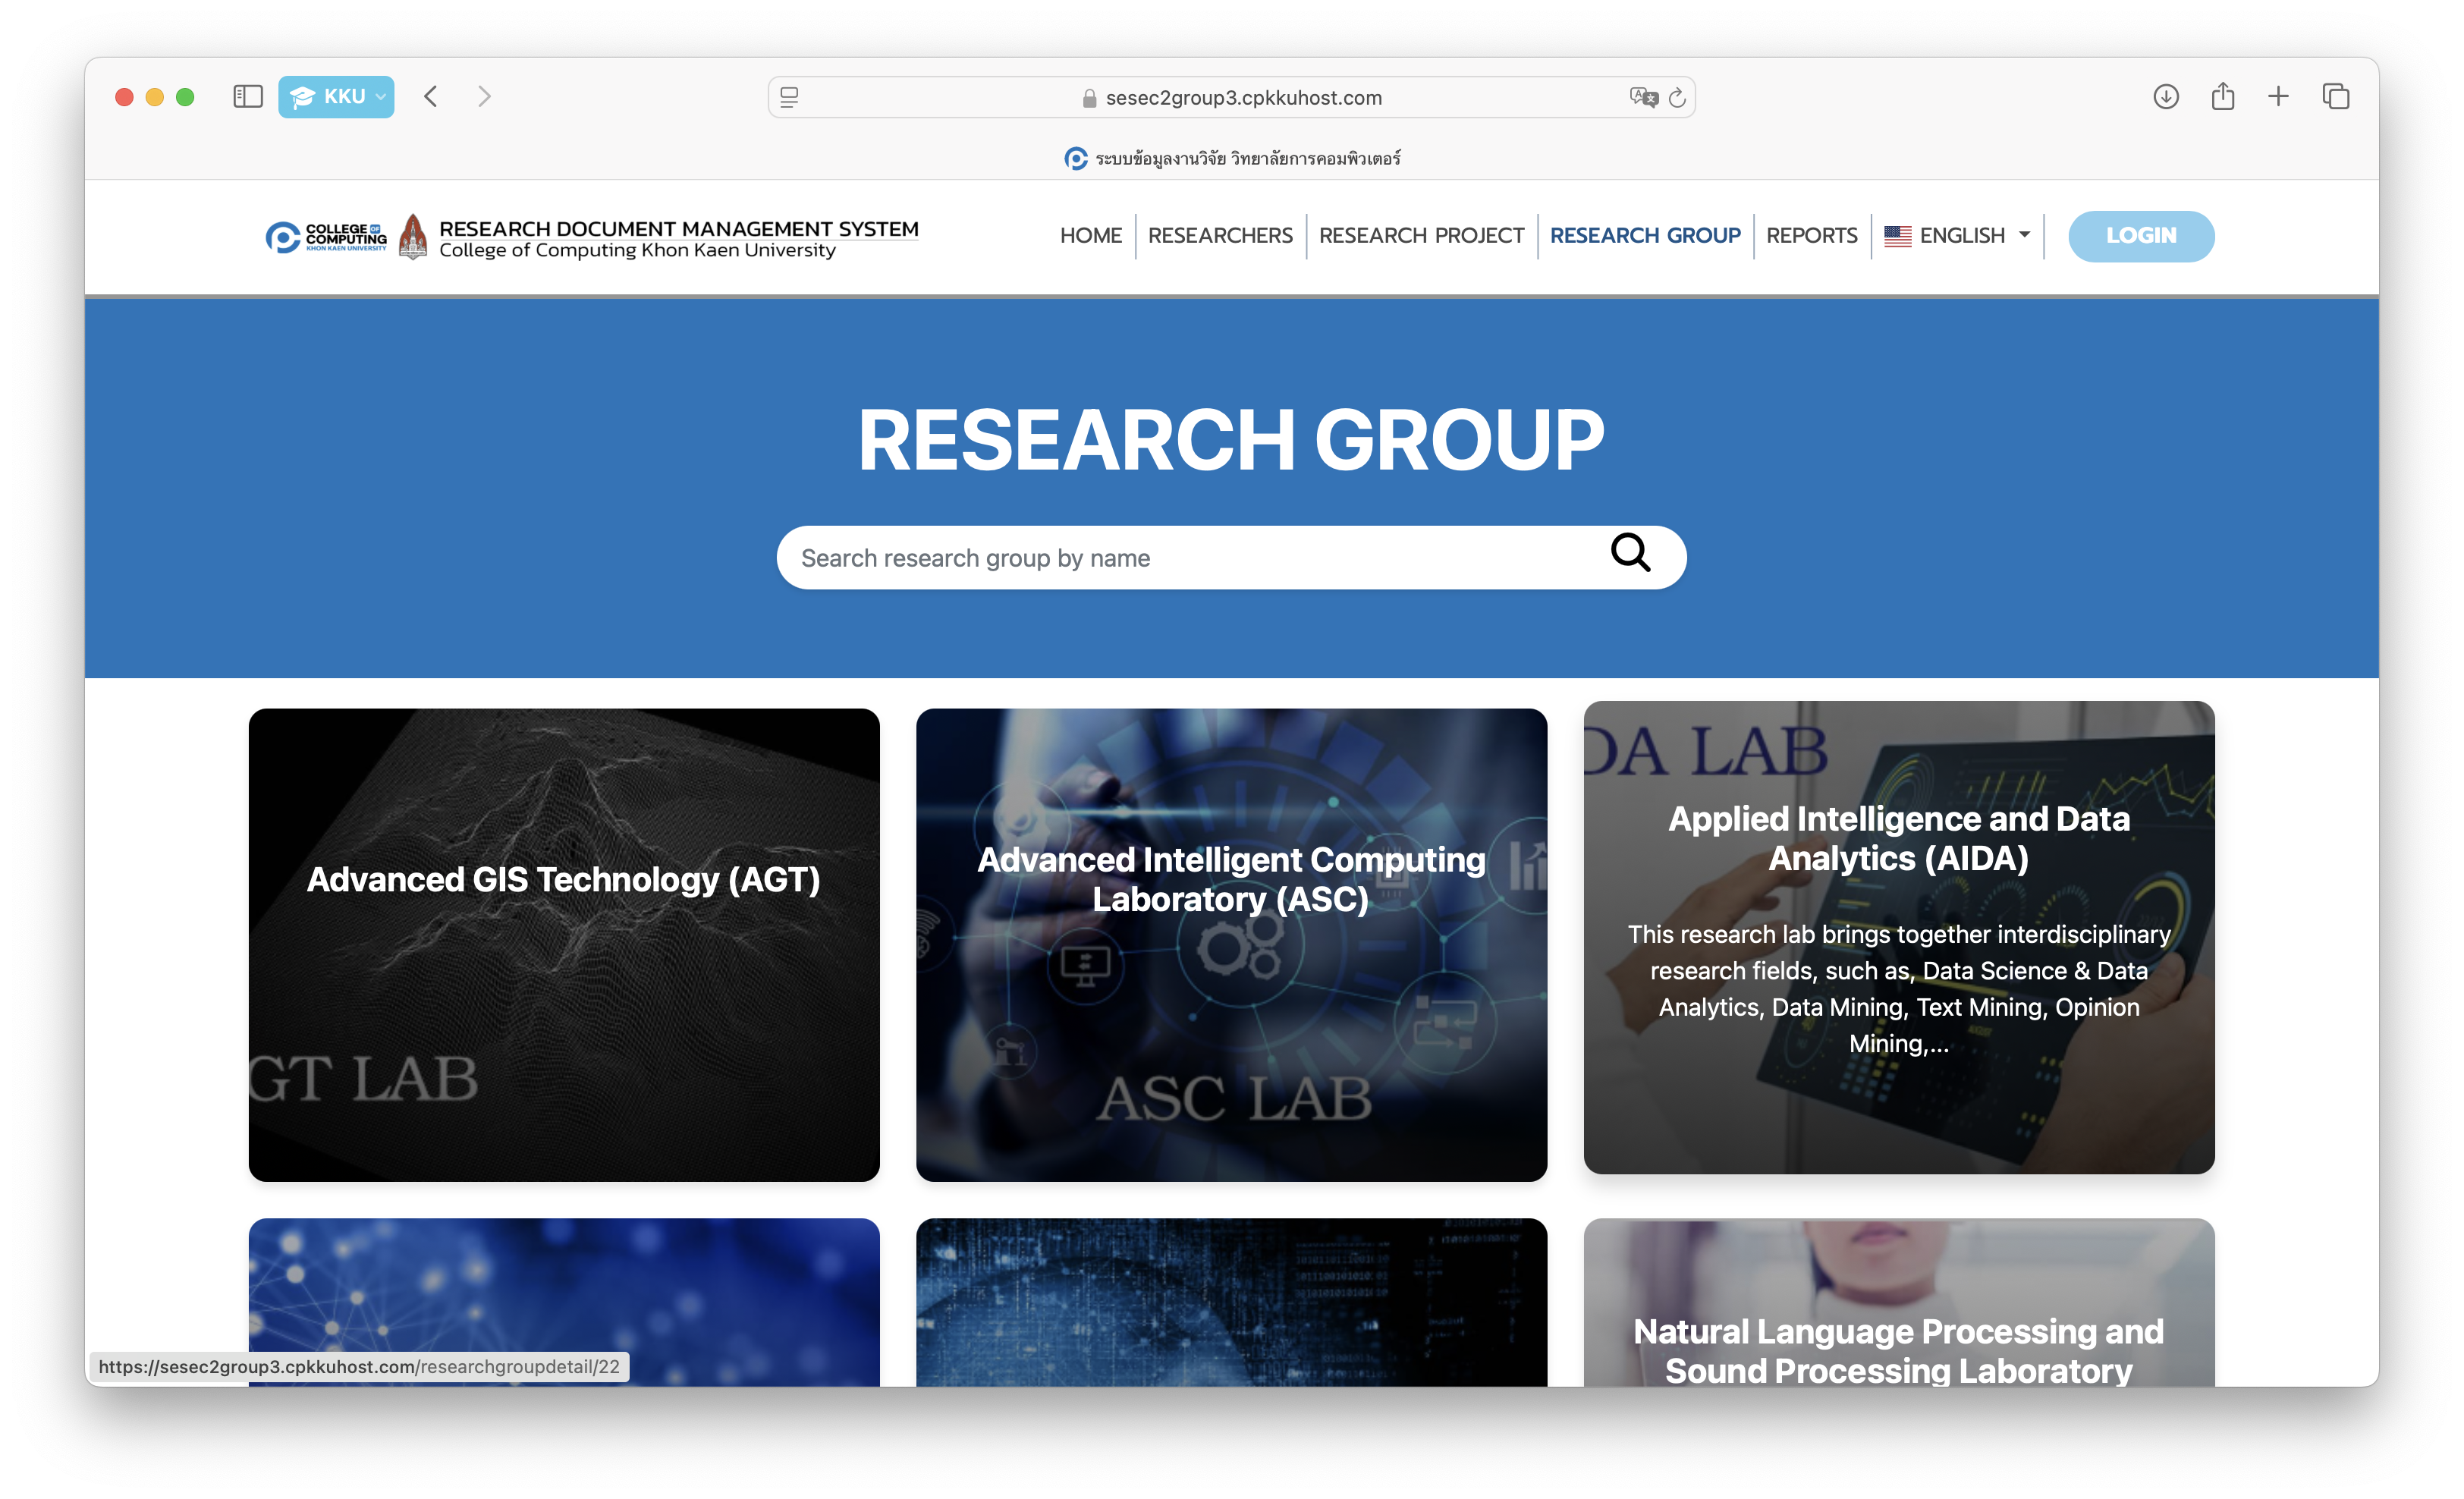 KKU
sesec2group3.cpkkuhost.com
ระบบข้อมูลงานวิจัย วิทยาลัยการคอมพิวเตอร์
COLLEGE OF
COMPUTING
KHON KAEN UNIVERSITY
RESEARCH DOCUMENT MANAGEMENT SYSTEM
College of Computing Khon Kaen University
HOME
RESEARCHERS
RESEARCH PROJECT
RESEARCH GROUP
REPORTS
ENGLISH
LOGIN
RESEARCH GROUP
Search research group by name
Advanced GIS Technology (AGT)
GT LAB
Advanced Intelligent Computing
Laboratory (ASC)
ASC LAB
DA LAB
Applied Intelligence and Data
Analytics (AIDA)
This research lab brings together interdisciplinary
research fields, such as, Data Science & Data
Analytics, Data Mining, Text Mining, Opinion
Mining,...
Natural Language Processing and
Sound Processing Laboratory
https://sesec2group3.cpkkuhost.com/researchgroupdetail/22